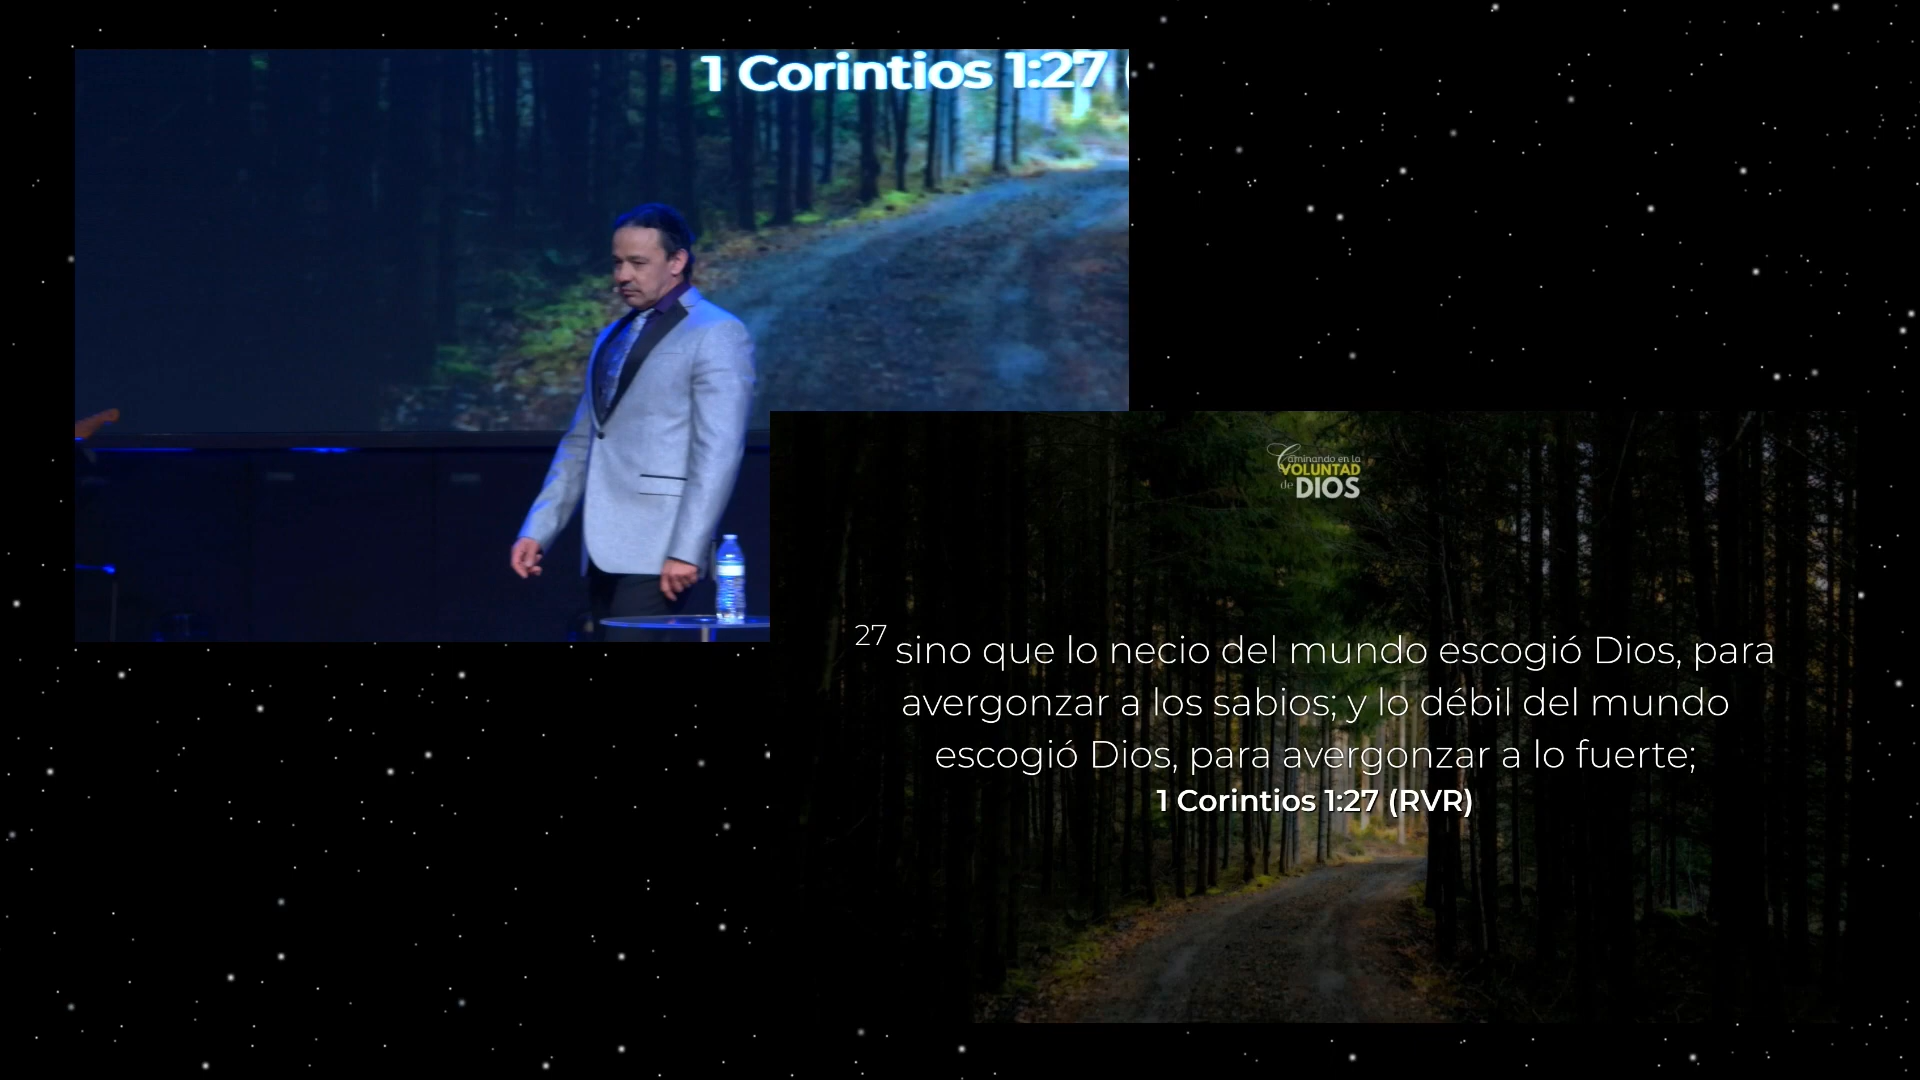 1 Corintios 1:27
Caminando en la
VOLUNTAD
de DIOS
27 sino que lo necio del mundo escogió Dios, para
avergonzar a los sabios; y lo débil del mundo
escogió Dios, para avergonzar a lo fuerte;
1 Corintios 1:27 (RVR)